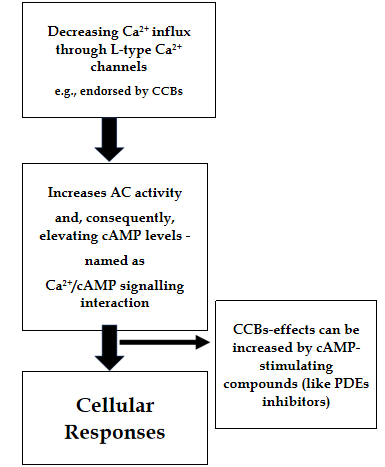 Decreasing Ca²⁺ influx
through L-type Ca²⁺
channels
e.g., endorsed by CCBs
Increases AC activity
and, consequently,
elevating cAMP levels -
named as
Ca²⁺/cAMP signalling
interaction
CCBs-effects can be
increased by cAMP-
stimulating
compounds (like PDEs
inhibitors)
Cellular
Responses